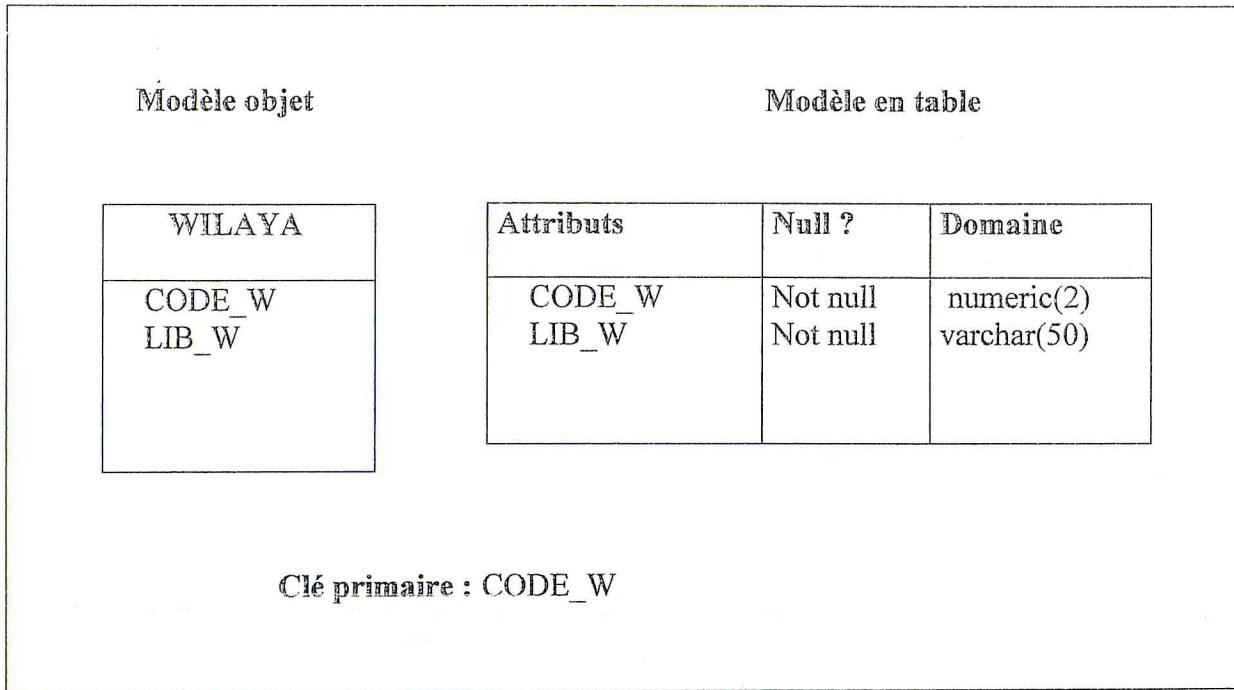 Modèle objet
Modèle en table
WILAYA
CODE_W
LIB_W
Attributs Null ? Domaine
CODE_W Not null numeric(2)
LIB_W Not null varchar(50)
Clé primaire : CODE_W